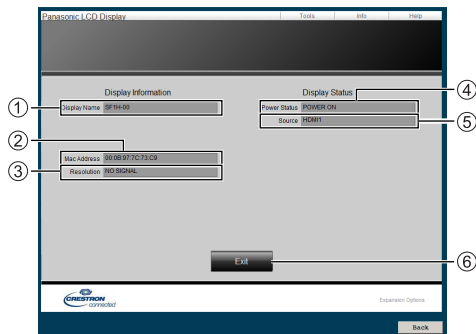 Panasonic LCD Display Tools Info Help
Display Information
① Display Name SF1H-00
②
Mac Address 00:0B:97:7C:73:C9
③ Resolution NO SIGNAL
Display Status
④
Power Status POWER ON
Source HDMI1 ⑤
Exit ⑥
CRESTRON
connected
Expansion Options
Back